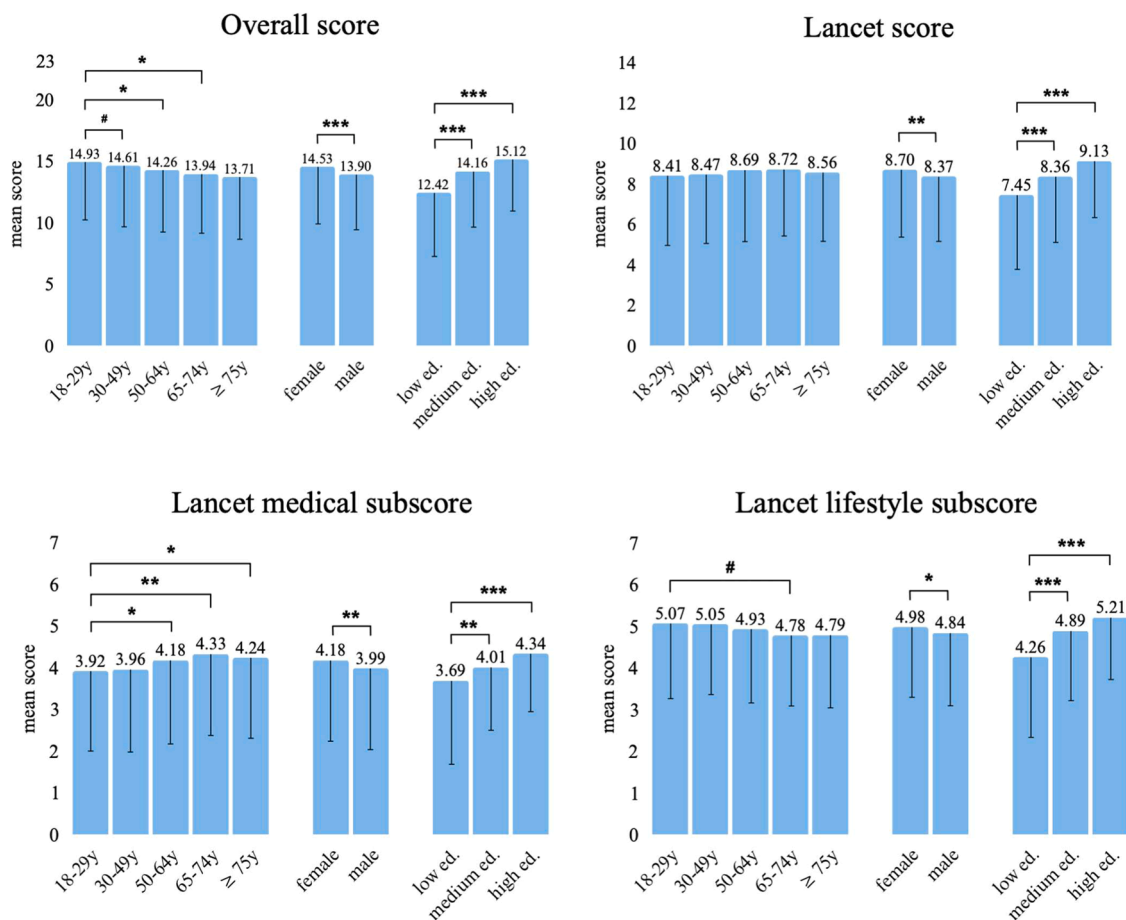 Overall score
mean score
23
20
15
10
5
0
*
*
#
14.93 14.61 14.26 13.94 13.71
***
14.53 13.90
***
***
12.42 14.16 15.12
18-29y 30-49y 50-64y 65-74y ≥ 75y female male low ed. medium ed. high ed.
Lancet score
mean score
14
12
10
8
6
4
2
0
8.41 8.47 8.69 8.72 8.56
**
8.70 8.37
***
***
7.45 8.36 9.13
18-29y 30-49y 50-64y 65-74y ≥ 75y female male low ed. medium ed. high ed.
Lancet medical subscore
mean score
7
6
5
4
3
2
1
0
*
**
*
3.92 3.96 4.18 4.33 4.24
**
4.18 3.99
***
**
3.69 4.01 4.34
18-29y 30-49y 50-64y 65-74y ≥ 75y female male low ed. medium ed. high ed.
Lancet lifestyle subscore
mean score
7
6
5
4
3
2
1
0
#
5.07 5.05 4.93 4.78 4.79
*
4.98 4.84
***
***
4.26 4.89 5.21
18-29y 30-49y 50-64y 65-74y ≥ 75y female male low ed. medium ed. high ed.